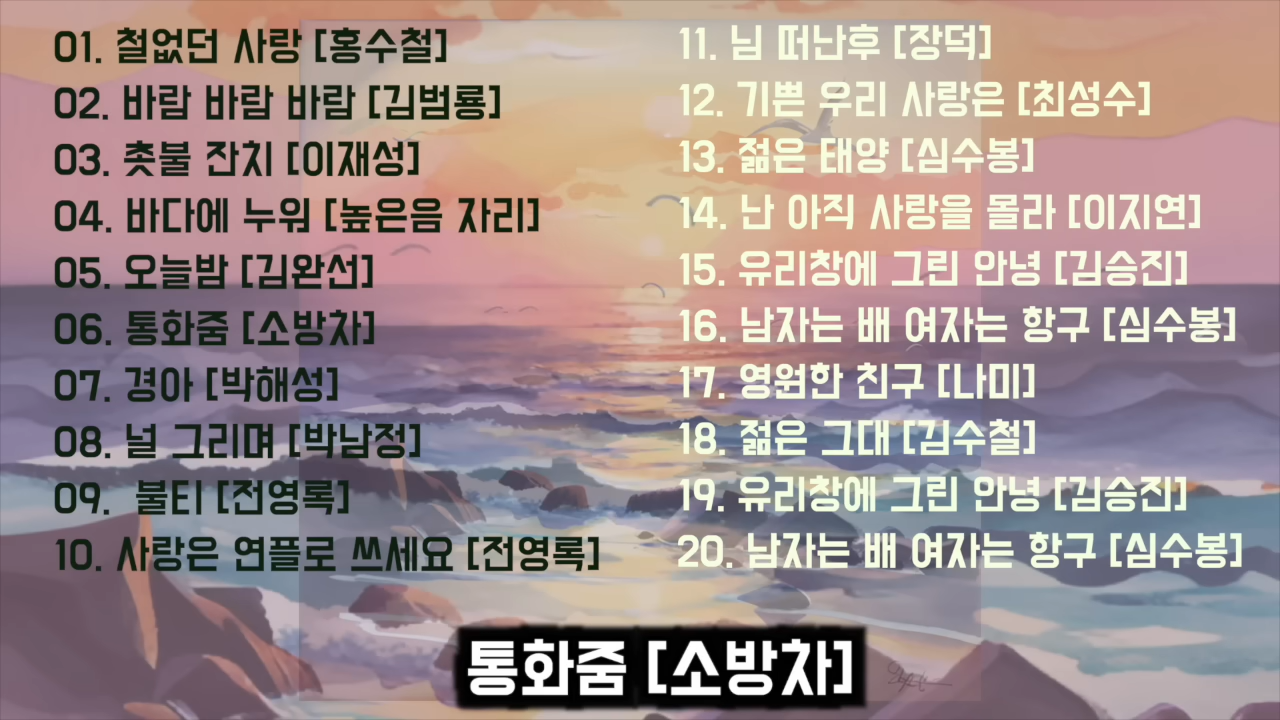 01. 철없던 사랑 [홍수철]
02. 바람 바람 바람 [김범룡]
03. 촛불 잔치 [이재성]
04. 바다에 누워 [높은음 자리]
05. 오늘밤 [김완선]
06. 통화줌 [소방차]
07. 경아 [박해성]
08. 널 그리며 [박남정]
09. 불티 [전영록]
10. 사랑은 연플로 쓰세요 [전영록]
11. 님 떠난후 [장덕]
12. 기쁜 우리 사랑은 [최성수]
13. 젊은 태양 [심수봉]
14. 난 아직 사랑을 몰라 [이지연]
15. 유리창에 그린 안녕 [김승진]
16. 남자는 배 여자는 항구 [심수봉]
17. 영원한 친구 [나미]
18. 젊은 그대 [김수철]
19. 유리창에 그린 안녕 [김승진]
20. 남자는 배 여자는 항구 [심수봉]
통화줌 [소방차]